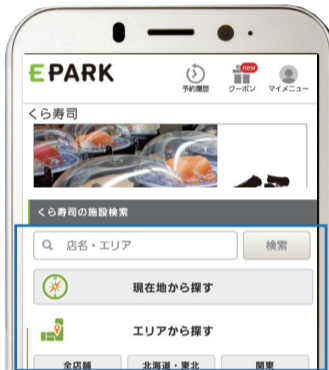 EPARK
new
予約履歴
クーポン
マイメニュー
くら寿司
くら寿司の施設検索
店名・エリア
検索
現在地から探す
エリアから探す
全店舗
北海道・東北
関東